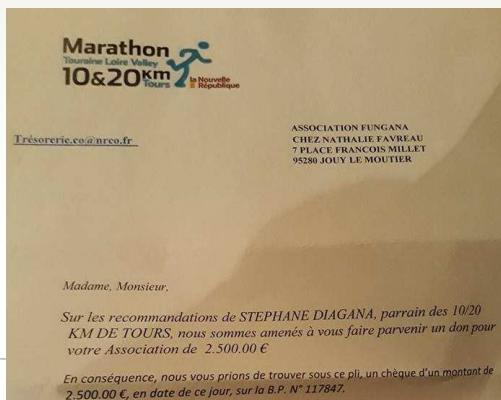 Marathon
Touraine Loire Valley
10&20km
Tours
la Nouvelle
République
Trésorerie.co@nrco.fr
ASSOCIATION FUNGANA
CHEZ NATHALIE FAVREAU
7 PLACE FRANCOIS MILLET
95280 JOUY LE MOUTIER
Madame, Monsieur,
Sur les recommandations de STEPHANE DIAGANA, parrain des 10/20
KM DE TOURS, nous sommes amenés à vous faire parvenir un don pour
votre Association de 2.500.00 €
En conséquence, nous vous prions de trouver sous ce pli, un chèque d'un montant de
2.500.00 €, en date de ce jour, sur la B.P. N° 117847.